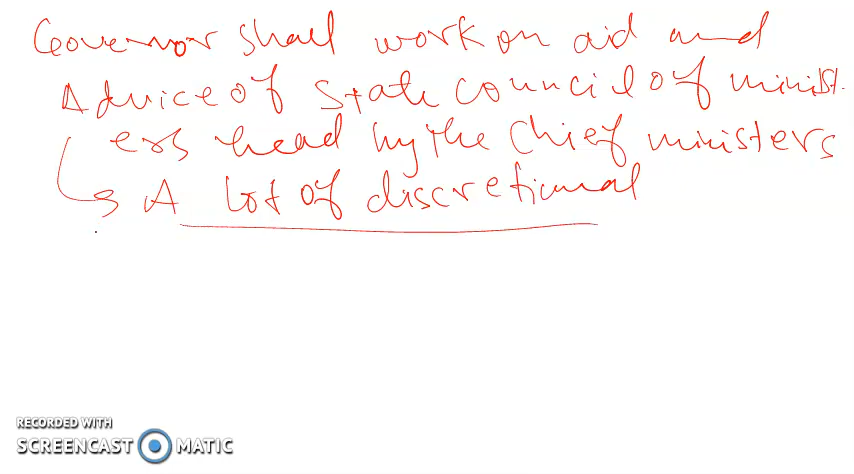 Governor shall work on aid and
Advice of State council of minist-
ers head by the Chief ministers
A lot of discretional
RECORDED WITH
SCREENCAST MATIC